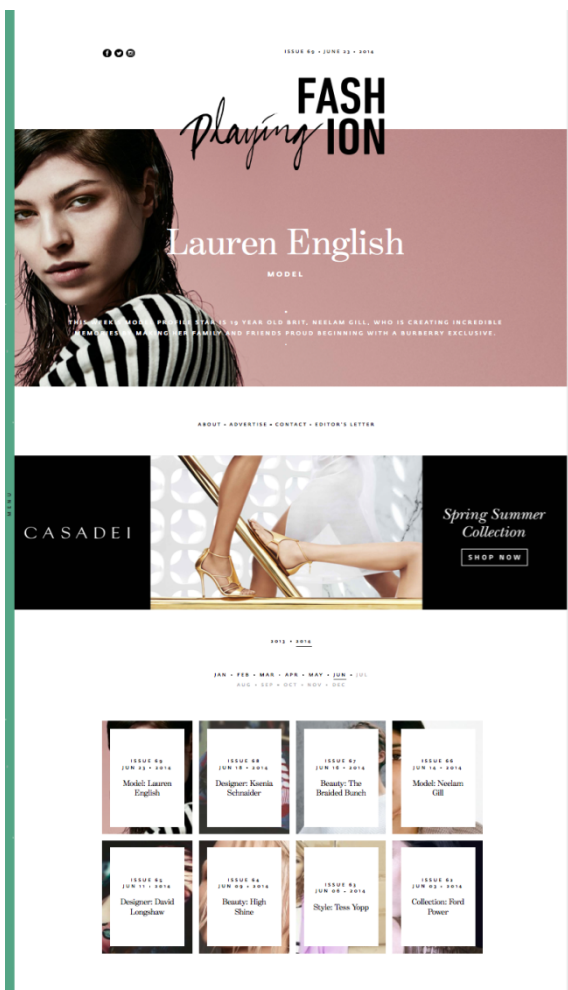 ISSUE 69 • JUNE 23 • 2014
FASH
Playing ION
Lauren English
MODEL
THIS WEEKLY MODEL PROFILE STAR IS 19 YEAR OLD BRIT, NEELAM GILL, WHO IS CREATING INCREDIBLE
MEMORIES MAKING HER FAMILY AND FRIENDS PROUD BEGINNING WITH A BURBERRY EXCLUSIVE.
ABOUT • ADVERTISE • CONTACT • EDITOR'S LETTER
MENU
CASADEI
Spring Summer
Collection
SHOP NOW
2013 • 2014
JAN • FEB • MAR • APR • MAY • JUN • JUL
AUG • SEP • OCT • NOV • DEC
ISSUE 69
JUN 23 • 2014
Model: Lauren
English
ISSUE 68
JUN 18 • 2014
Designer: Ksenia
Schnaider
ISSUE 67
JUN 16 • 2014
Beauty: The
Braided Bunch
ISSUE 66
JUN 14 • 2014
Model: Neelam
Gill
ISSUE 65
JUN 11 • 2014
Designer: David
Longshaw
ISSUE 64
JUN 09 • 2014
Beauty: High
Shine
ISSUE 63
JUN 06 • 2014
Style: Tess Yopp
ISSUE 62
JUN 03 • 2014
Collection: Ford
Power